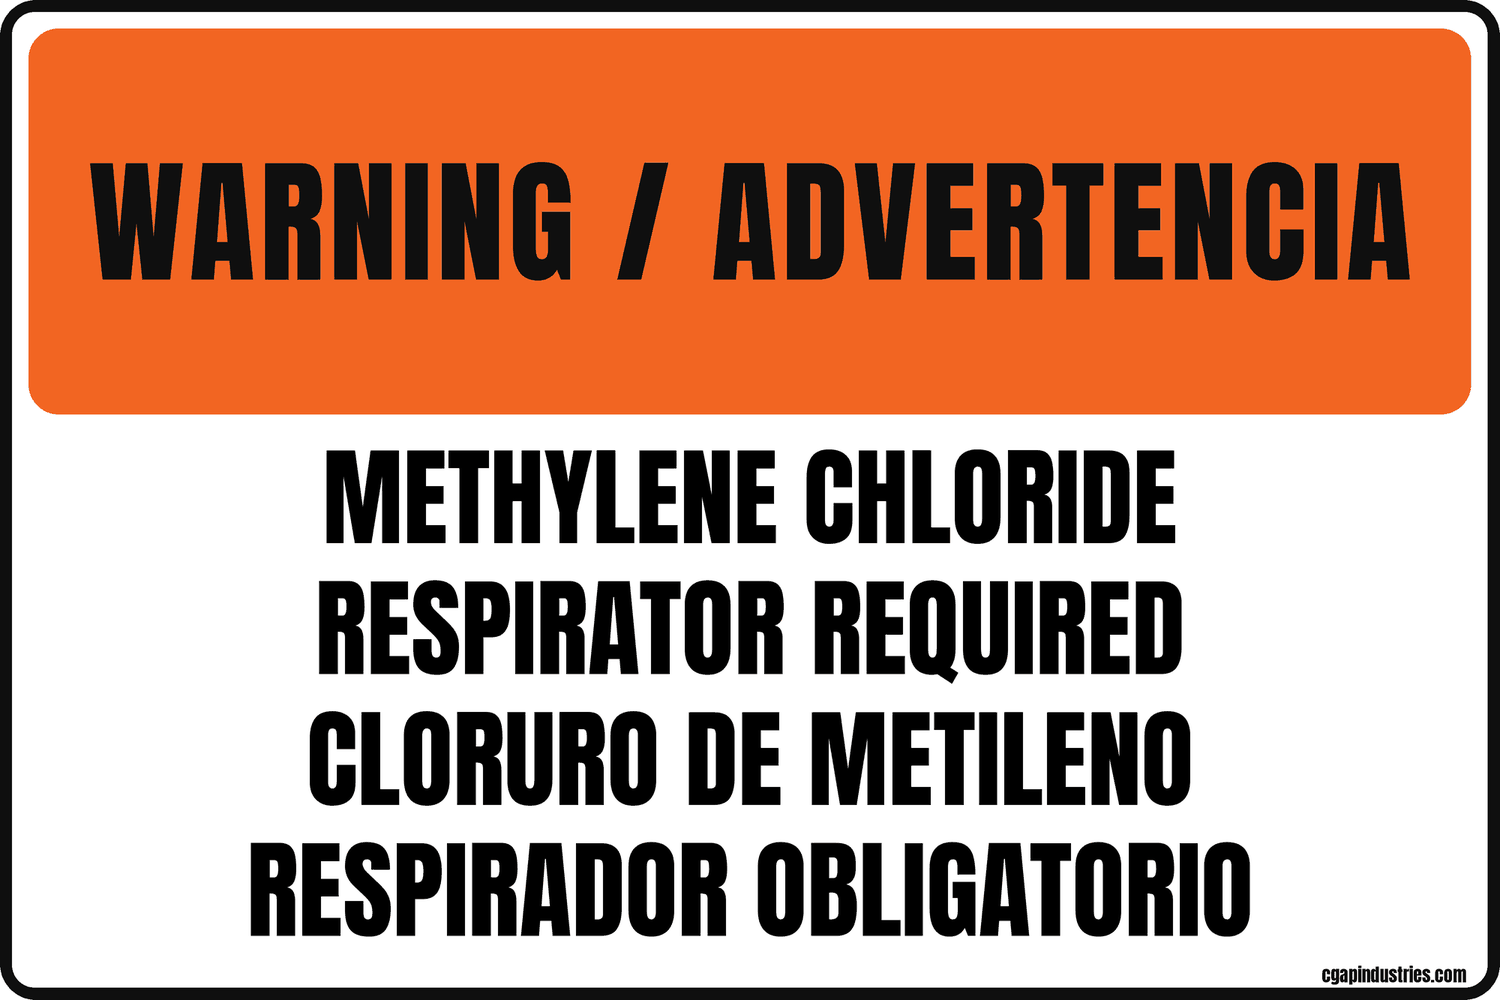 WARNING / ADVERTENCIA
METHYLENE CHLORIDE
RESPIRATOR REQUIRED
CLORURO DE METILENO
RESPIRADOR OBLIGATORIO
cgapindustries.com